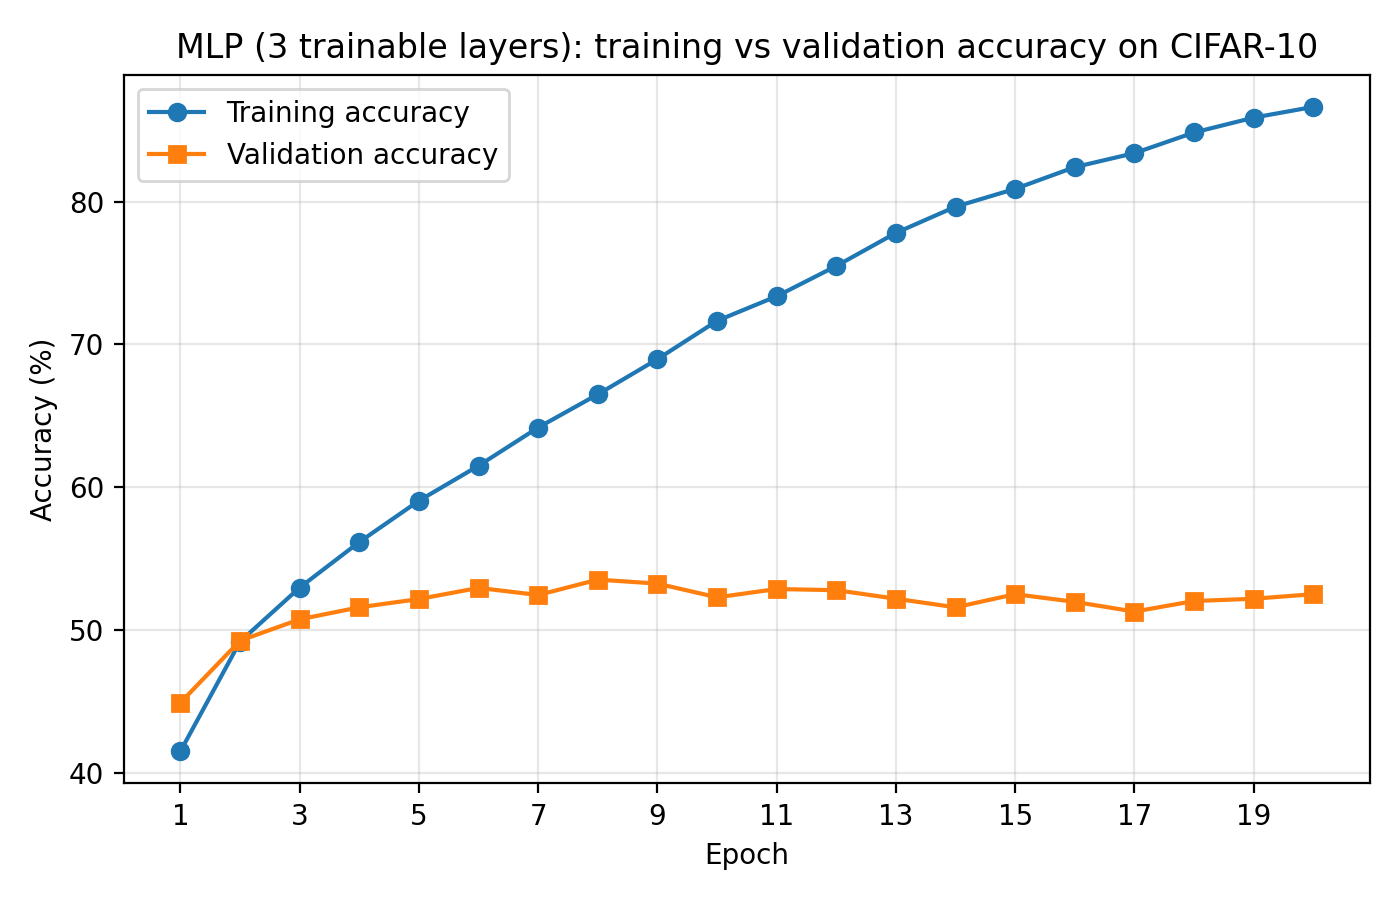 MLP (3 trainable layers): training vs validation accuracy on CIFAR-10
Training accuracy
Validation accuracy
Accuracy (%)
80
70
60
50
40
1 3 5 7 9 11 13 15 17 19
Epoch